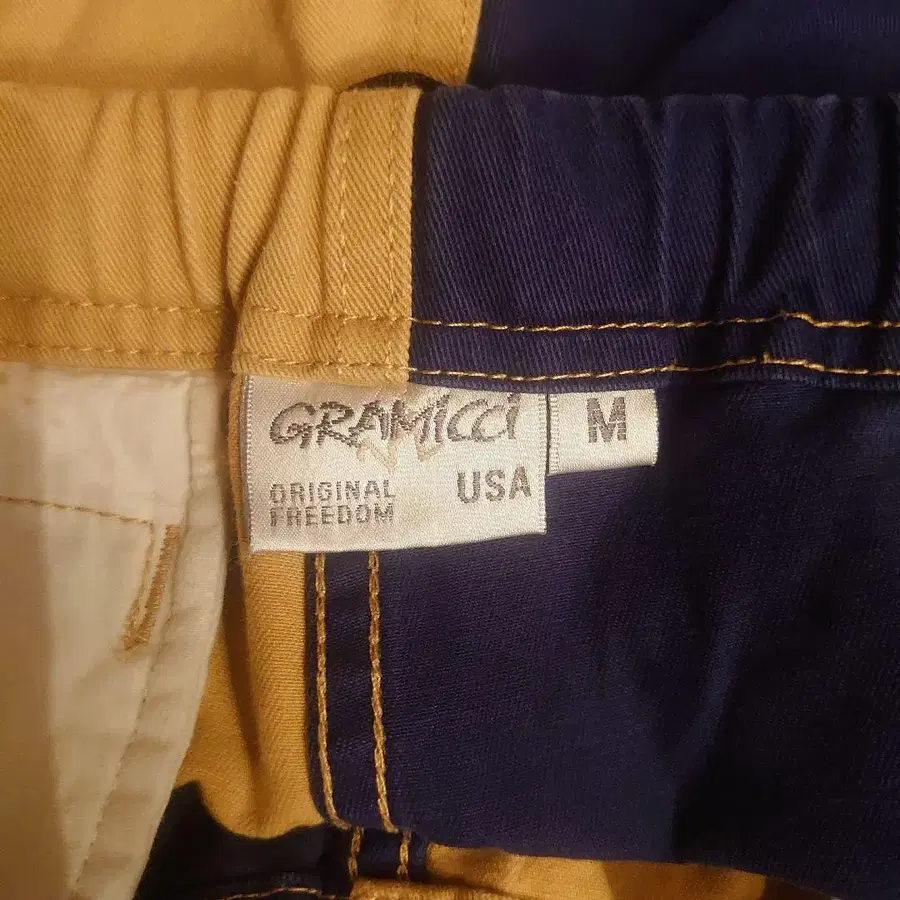 GRAMiCCi
M
ORIGINAL
FREEDOM
USA